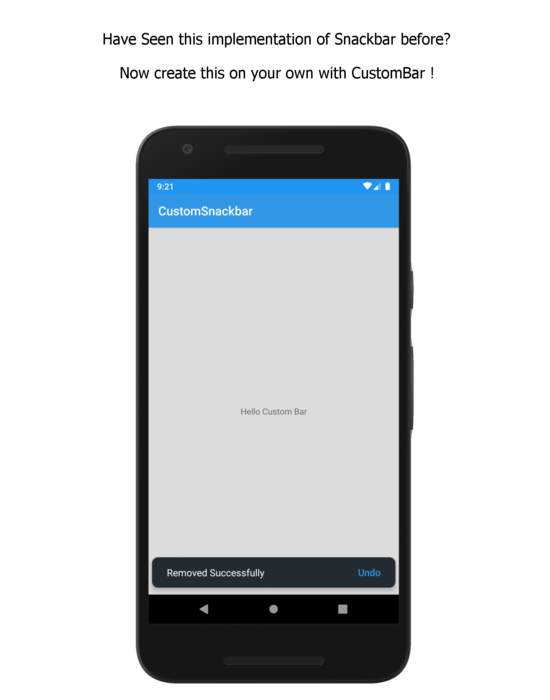 Have Seen this implementation of Snackbar before?
Now create this on your own with CustomBar !
9:21
CustomSnackbar
Hello Custom Bar
Removed Successfully Undo